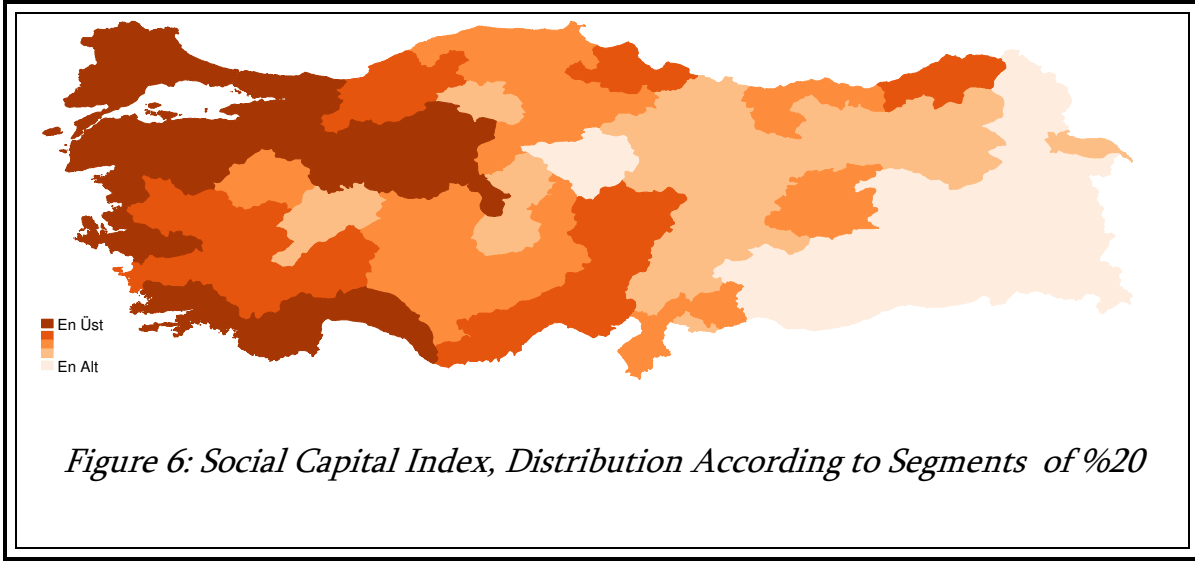 En Üst
En Alt
Figure 6: Social Capital Index, Distribution According to Segments of %20